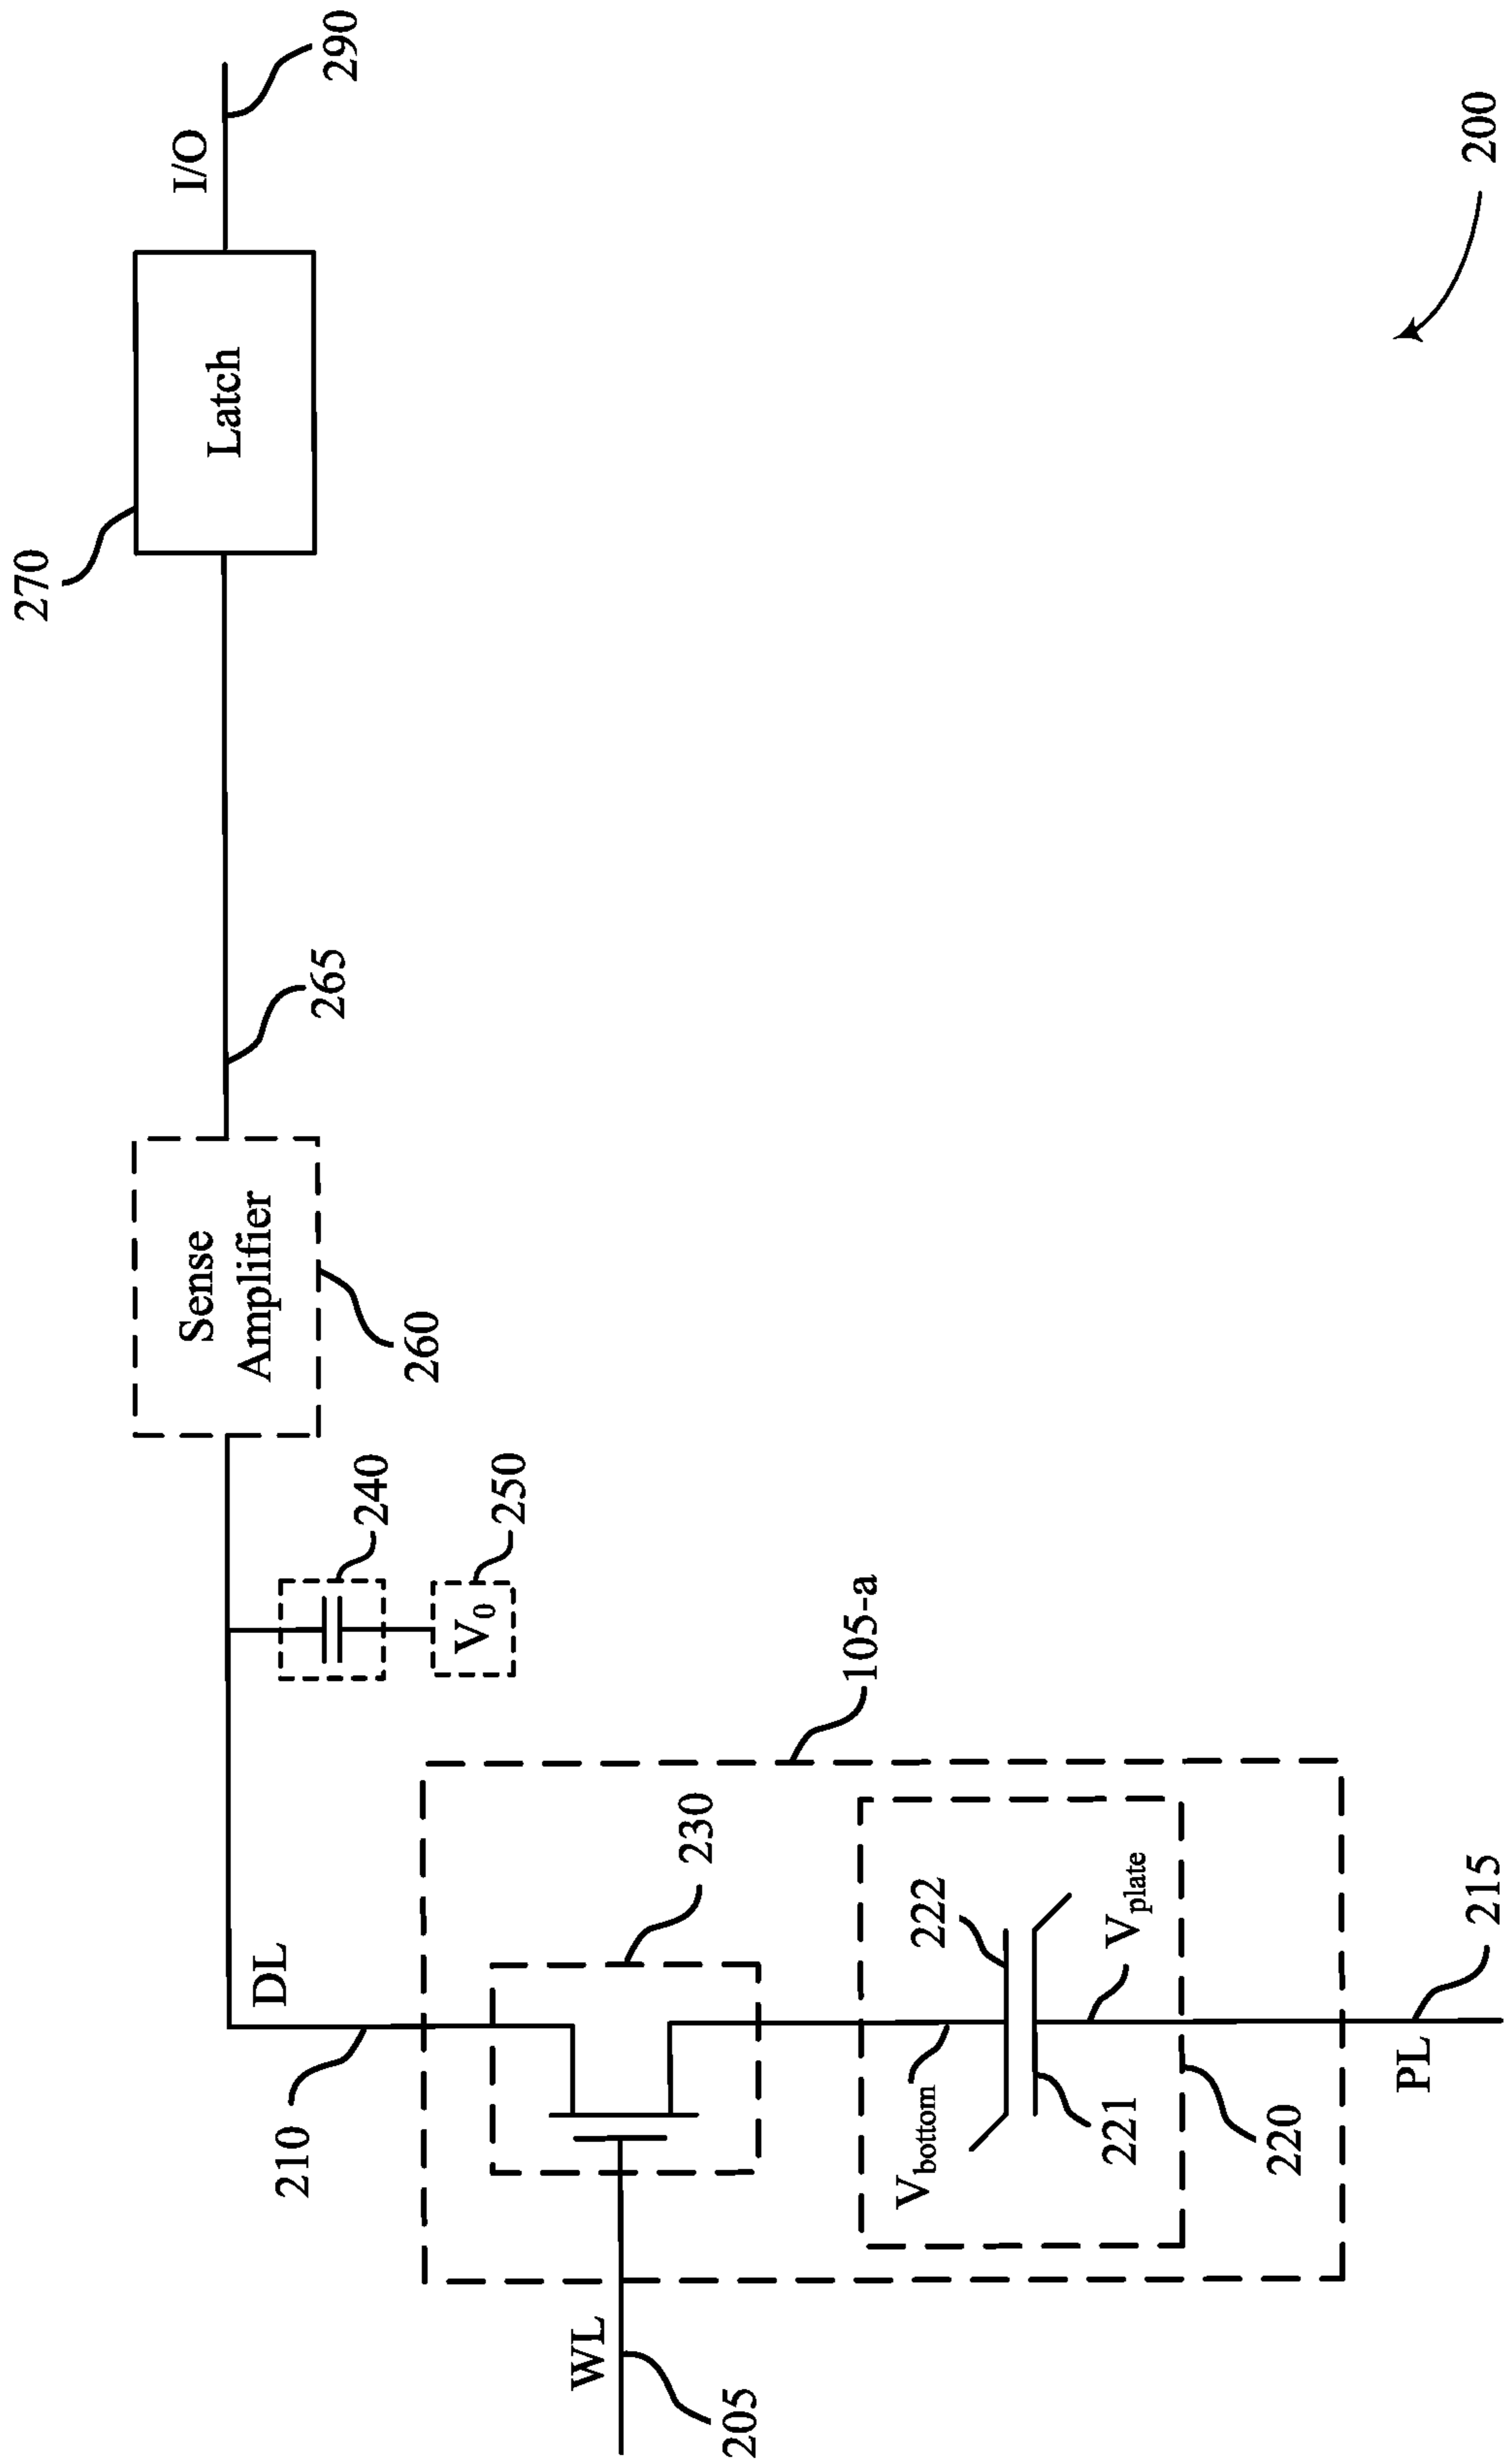 270
Latch
I/O
290
265
Sense
Amplifier
260
240
V0
250
DL
210
WL
205
230
105-a
222
Vbottom
Vplate
221
220
PL
215
200